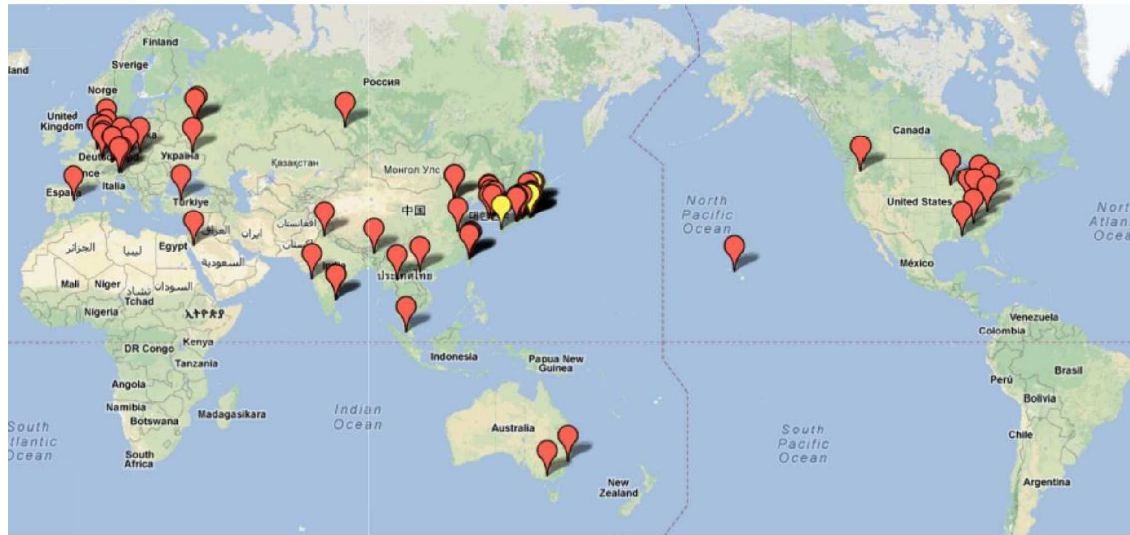 Finland
Sverige
Norge
United
Kingdom
Россия
Україна
Қазақстан
Монгол Улс
Italia
España
Türkiye
中国
افغانستان
ایران
پاکستان
العراق
Egypt
ليبيا
الجزائر
السعودية
India
Mali
Niger
السودان
تشاد
Tchad
Nigeria
ኢትዮጵያ
ประเทศไทย
DR Congo
Kenya
Tanzania
Indonesia
Papua New
Guinea
Angola
Namibia
Botswana
Madagasikara
South
Africa
Indian
Ocean
South
Atlantic
Ocean
Australia
New
Zealand
North
Pacific
Ocean
South
Pacific
Ocean
Canada
United States
México
Venezuela
Colombia
Perú
Brasil
Bolivia
Chile
Argentina